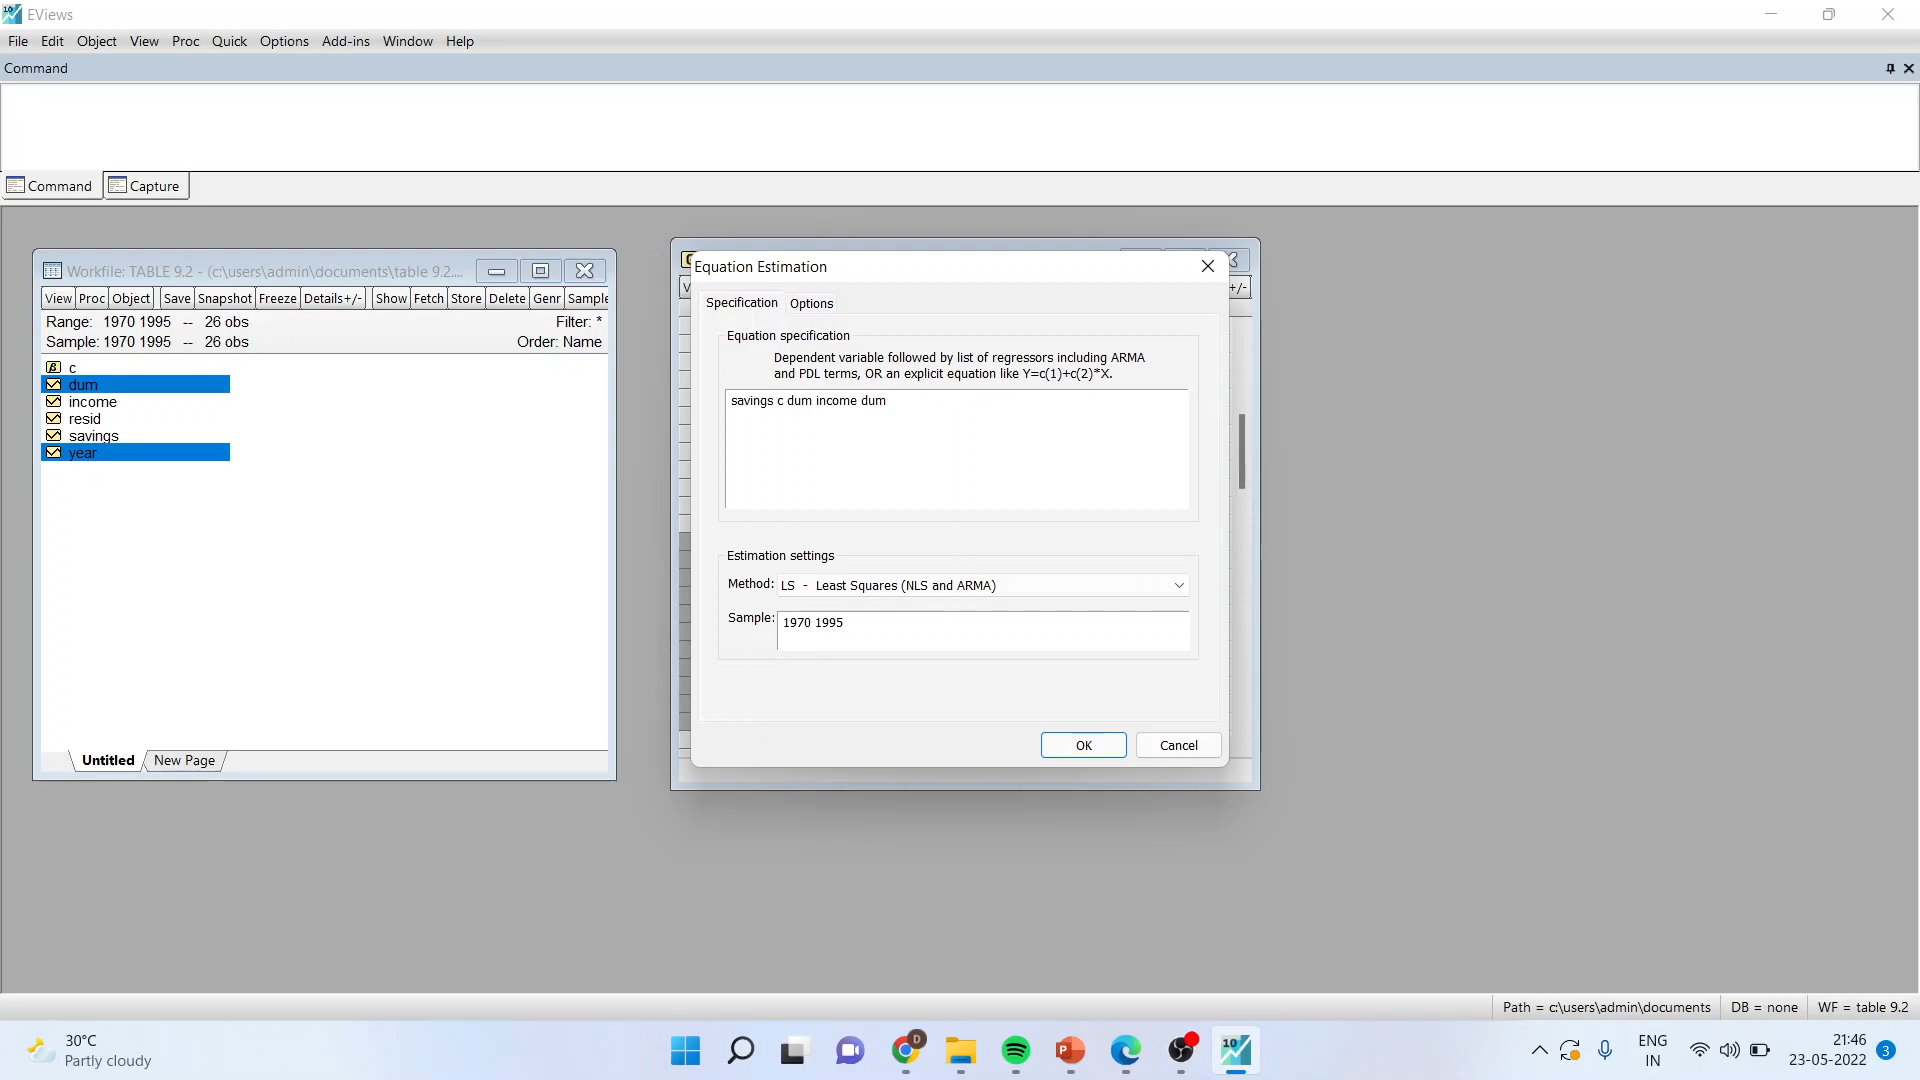 EViews
File Edit Object View Proc Quick Options Add-ins Window Help
Command
Command Capture
Workfile: TABLE 9.2 - (c:\users\admin\documents\table 9.2....
View Proc Object Save Snapshot Freeze Details+/- Show Fetch Store Delete Genr Sample
Range: 1970 1995 -- 26 obs Filter: *
Sample: 1970 1995 -- 26 obs Order: Name
c
dum
income
resid
savings
year
Untitled New Page
+/-
Equation Estimation
Specification Options
Equation specification
Dependent variable followed by list of regressors including ARMA
and PDL terms, OR an explicit equation like Y=c(1)+c(2)*X.
savings c dum income dum
Estimation settings
Method: LS - Least Squares (NLS and ARMA)
Sample: 1970 1995
OK Cancel
Path = c:\users\admin\documents DB = none WF = table 9.2
30°C
Partly cloudy
D
10
ENG
IN
21:46
23-05-2022
3